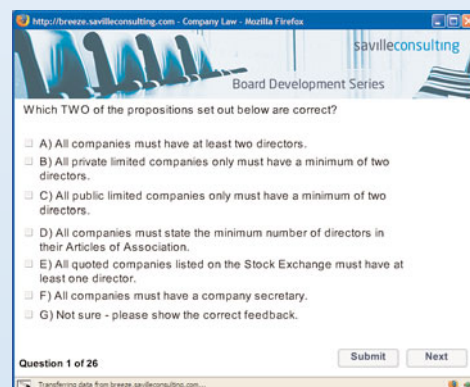 http://breeze.savilleconsulting.com - Company Law - Mozilla Firefox
savilleconsulting
Board Development Series
Which TWO of the propositions set out below are correct?
A) All companies must have at least two directors.
B) All private limited companies only must have a minimum of two
directors.
C) All public limited companies only must have a minimum of two
directors.
D) All companies must state the minimum number of directors in
their Articles of Association.
E) All quoted companies listed on the Stock Exchange must have at
least one director.
F) All companies must have a company secretary.
G) Not sure - please show the correct feedback.
Question 1 of 26
Submit
Next
Transferring data from breeze.savilleconsulting.com...